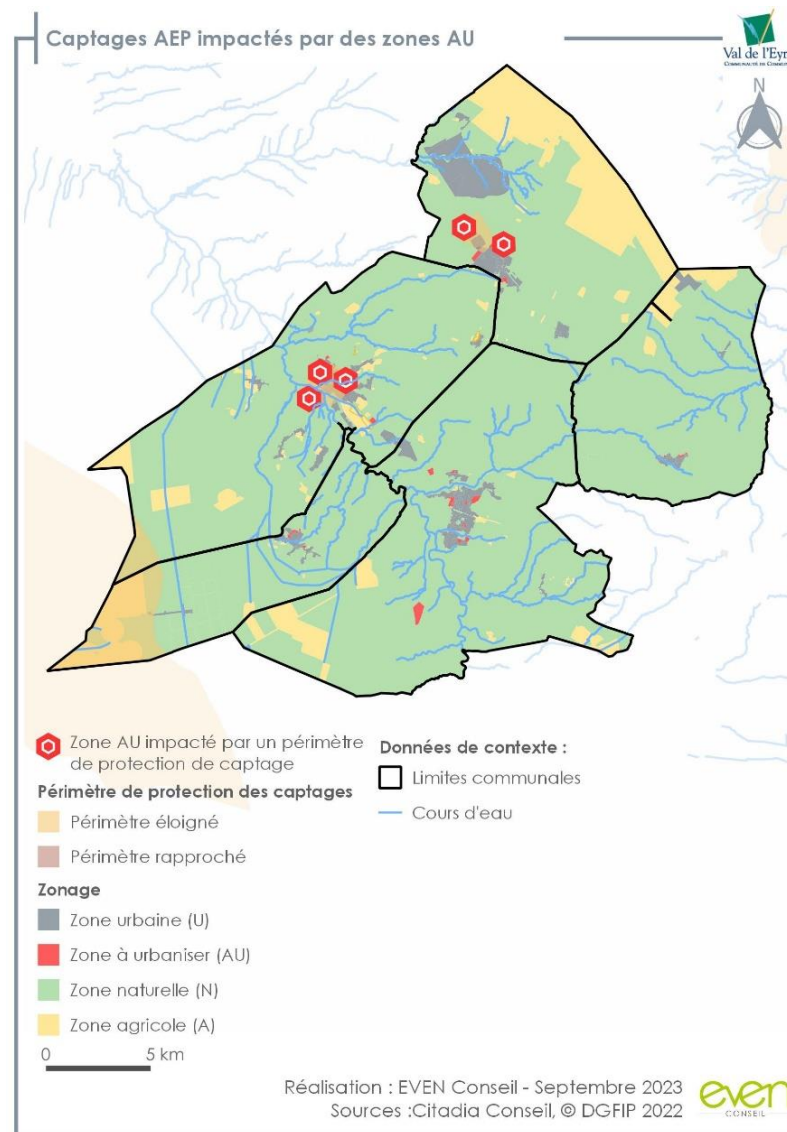 Captages AEP impactés par des zones AU
Val de l'Eyr
COMMUNAUTÉ DE COMMUN
N
Zone AU impacté par un périmètre
de protection de captage
Périmètre de protection des captages
Périmètre éloigné
Périmètre rapproché
Zonage
Zone urbaine (U)
Zone à urbaniser (AU)
Zone naturelle (N)
Zone agricole (A)
0 5 km
Données de contexte :
Limites communales
Cours d'eau
Réalisation : EVEN Conseil - Septembre 2023
Sources :Citadia Conseil, © DGFIP 2022
even
CONSEIL